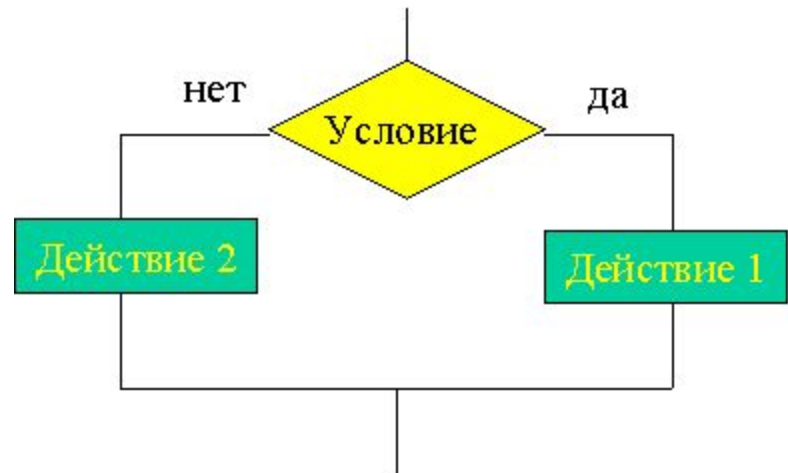 нет
да
Условие
Действие 2
Действие 1